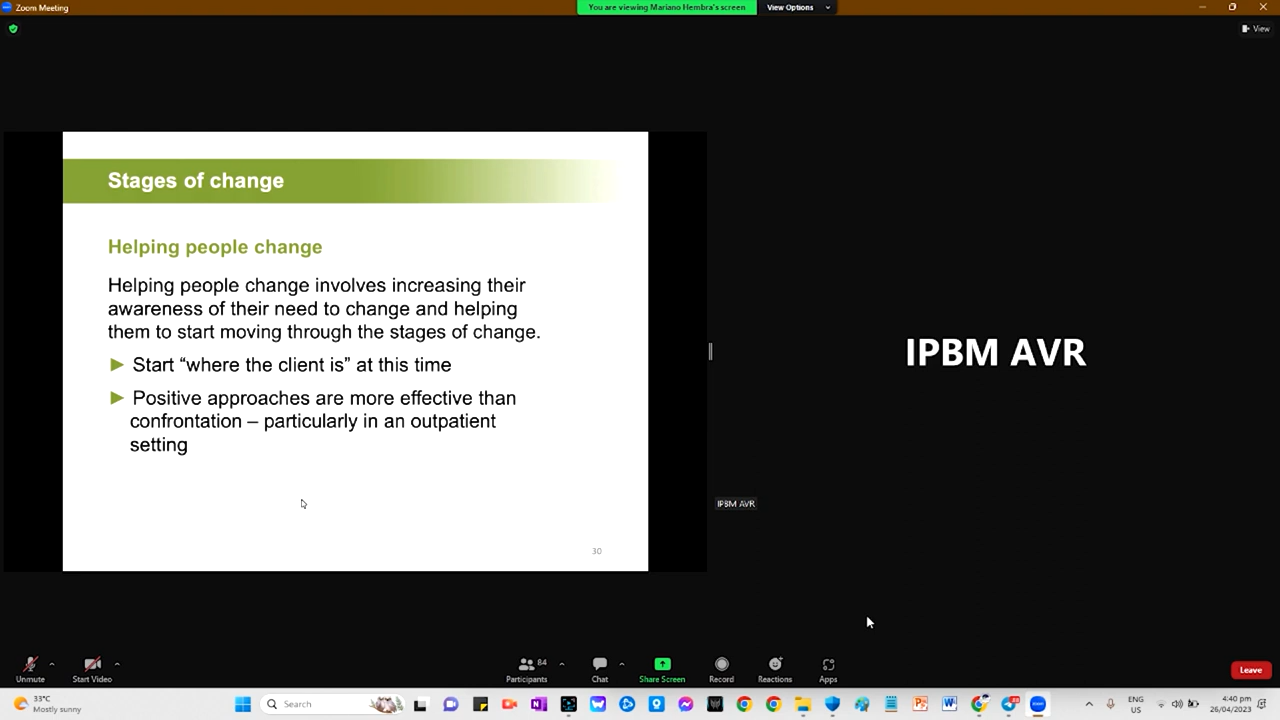 Zoom Meeting
You are viewing Mariano Hembra's screen
View Options
View
Stages of change
Helping people change
Helping people change involves increasing their
awareness of their need to change and helping
them to start moving through the stages of change.
Start “where the client is” at this time
Positive approaches are more effective than
confrontation – particularly in an outpatient
setting
30
IPBM AVR
IPBM AVR
Unmute
Start Video
84
Participants
Chat
Share Screen
Record
Reactions
Apps
Leave
33°C
Mostly sunny
Search
ENG
US
4:40 pm
26/04/2023